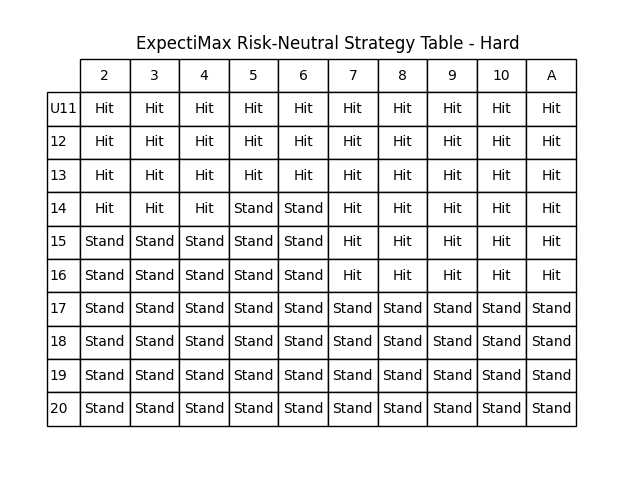 ExpectiMax Risk-Neutral Strategy Table - Hard
2 3 4 5 6 7 8 9 10 A
U11 Hit Hit Hit Hit Hit Hit Hit Hit Hit Hit
12 Hit Hit Hit Hit Hit Hit Hit Hit Hit Hit
13 Hit Hit Hit Hit Hit Hit Hit Hit Hit Hit
14 Hit Hit Hit Stand Stand Hit Hit Hit Hit Hit
15 Stand Stand Stand Stand Stand Hit Hit Hit Hit Hit
16 Stand Stand Stand Stand Stand Hit Hit Hit Hit Hit
17 Stand Stand Stand Stand Stand Stand Stand Stand Stand Stand
18 Stand Stand Stand Stand Stand Stand Stand Stand Stand Stand
19 Stand Stand Stand Stand Stand Stand Stand Stand Stand Stand
20 Stand Stand Stand Stand Stand Stand Stand Stand Stand Stand